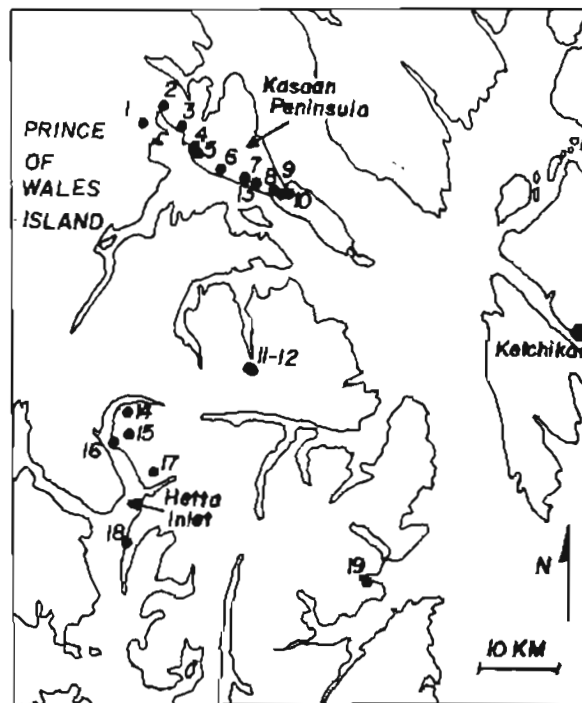 Kasaan
Peninsula
PRINCE
OF
WALES
ISLAND
1
2
3
4
5
6
7
8
9
13
10
11-12
Ketchikan
14
15
16
17
Hetta
Inlet
18
19
N
10 KM